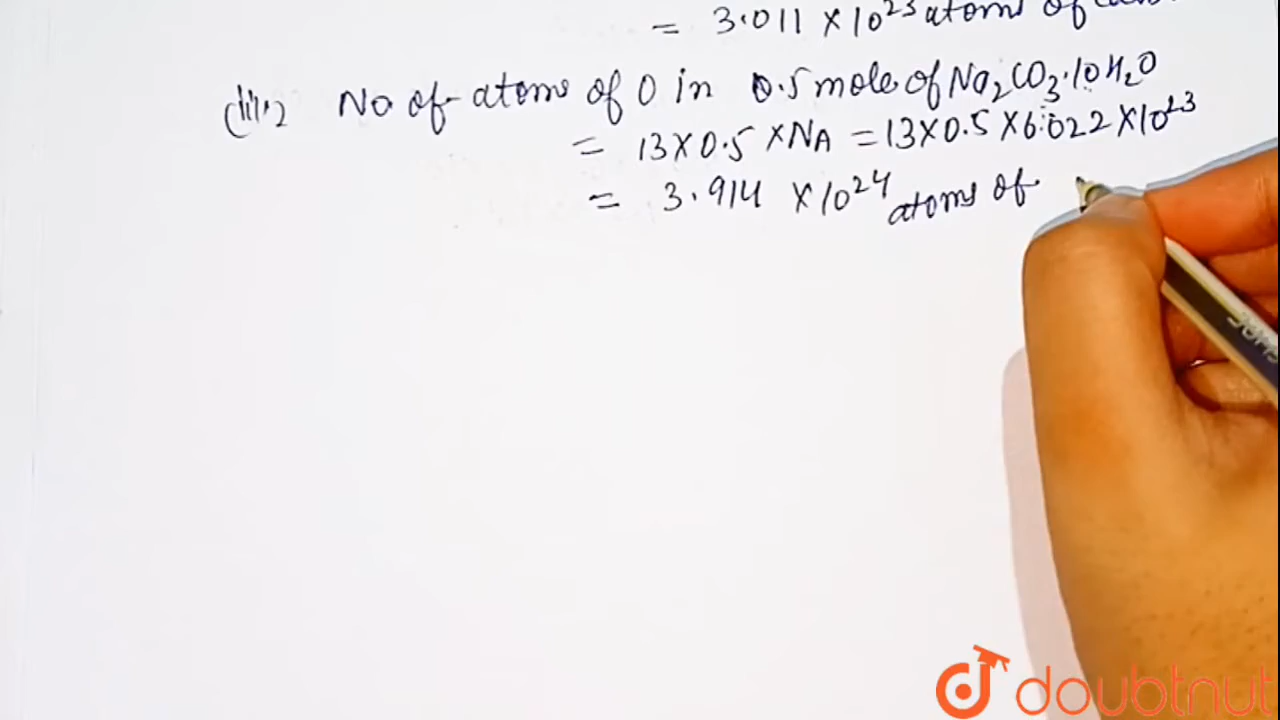 = 3.011 × 10²³ atoms of
(iii.) No of atoms of O in 0.5 mole of Na₂CO₃.10H₂O
= 13 × 0.5 × NA = 13 × 0.5 × 6.022 × 10²³
= 3.914 × 10²⁴ atoms of
doubtnut